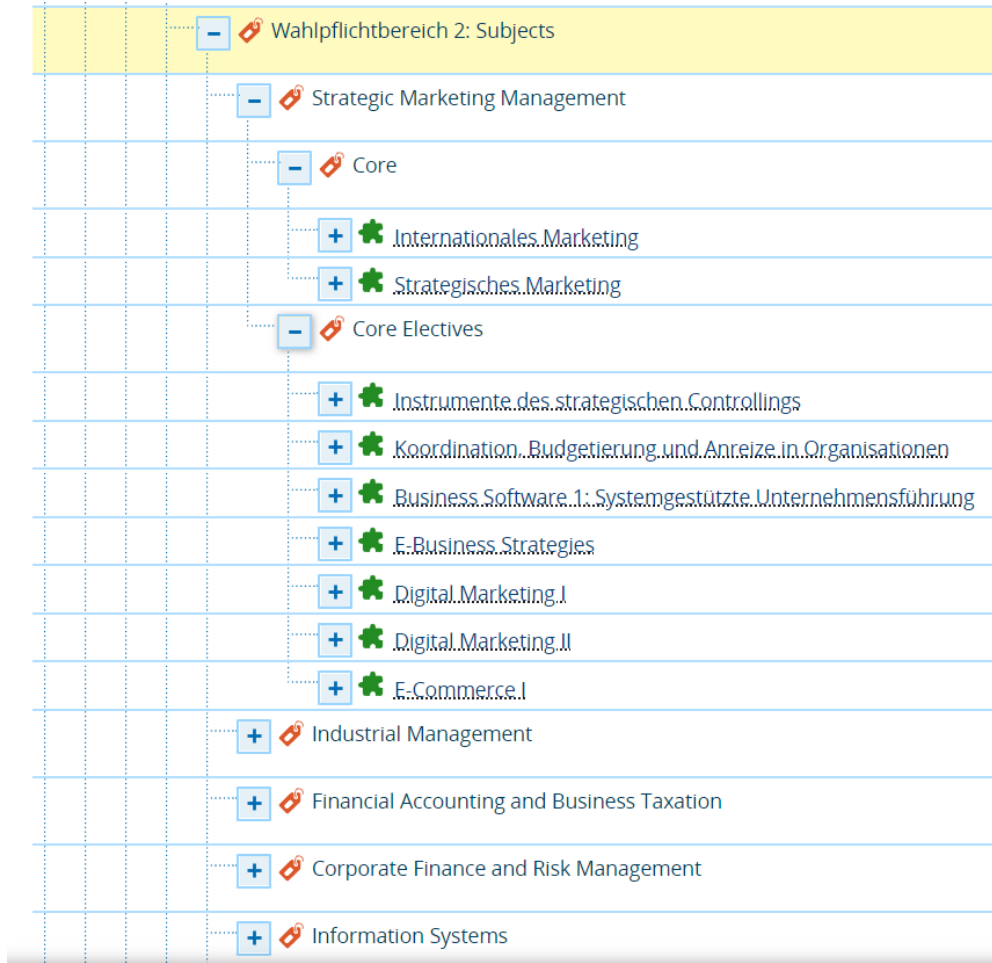 Wahlpflichtbereich 2: Subjects
Strategic Marketing Management
Core
Internationales Marketing
Strategisches Marketing
Core Electives
Instrumente des strategischen Controllings
Koordination, Budgetierung und Anreize in Organisationen
Business Software 1: Systemgestützte Unternehmensführung
E-Business Strategies
Digital Marketing I
Digital Marketing II
E-Commerce I
Industrial Management
Financial Accounting and Business Taxation
Corporate Finance and Risk Management
Information Systems